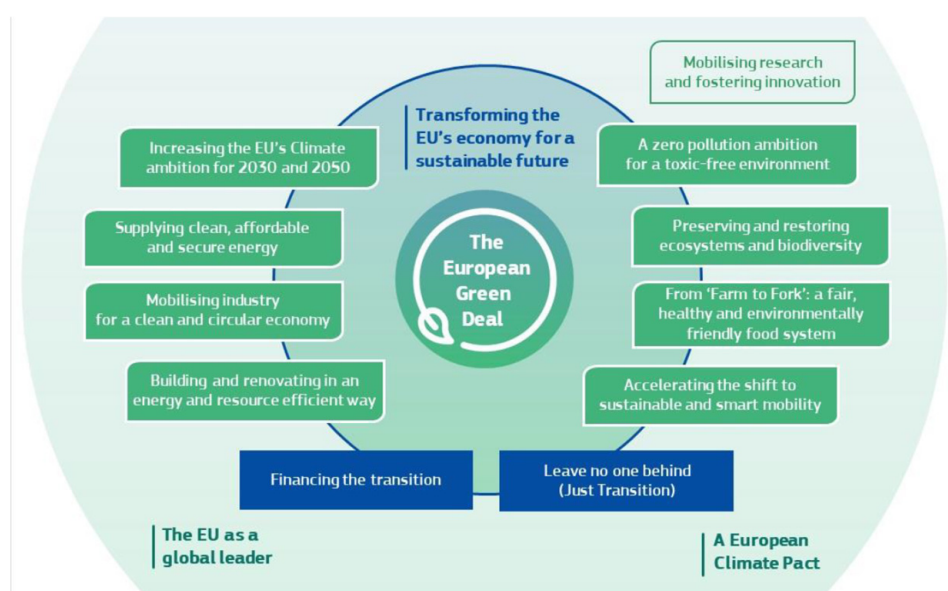 Mobilising research
and fostering innovation
Transforming the
EU's economy for a
sustainable future
Increasing the EU's Climate
ambition for 2030 and 2050
A zero pollution ambition
for a toxic-free environment
Supplying clean, affordable
and secure energy
The
European
Green
Deal
Preserving and restoring
ecosystems and biodiversity
Mobilising industry
for a clean and circular economy
From 'Farm to Fork': a fair,
healthy and environmentally
friendly food system
Building and renovating in an
energy and resource efficient way
Accelerating the shift to
sustainable and smart mobility
Financing the transition
Leave no one behind
(Just Transition)
The EU as a
global leader
A European
Climate Pact